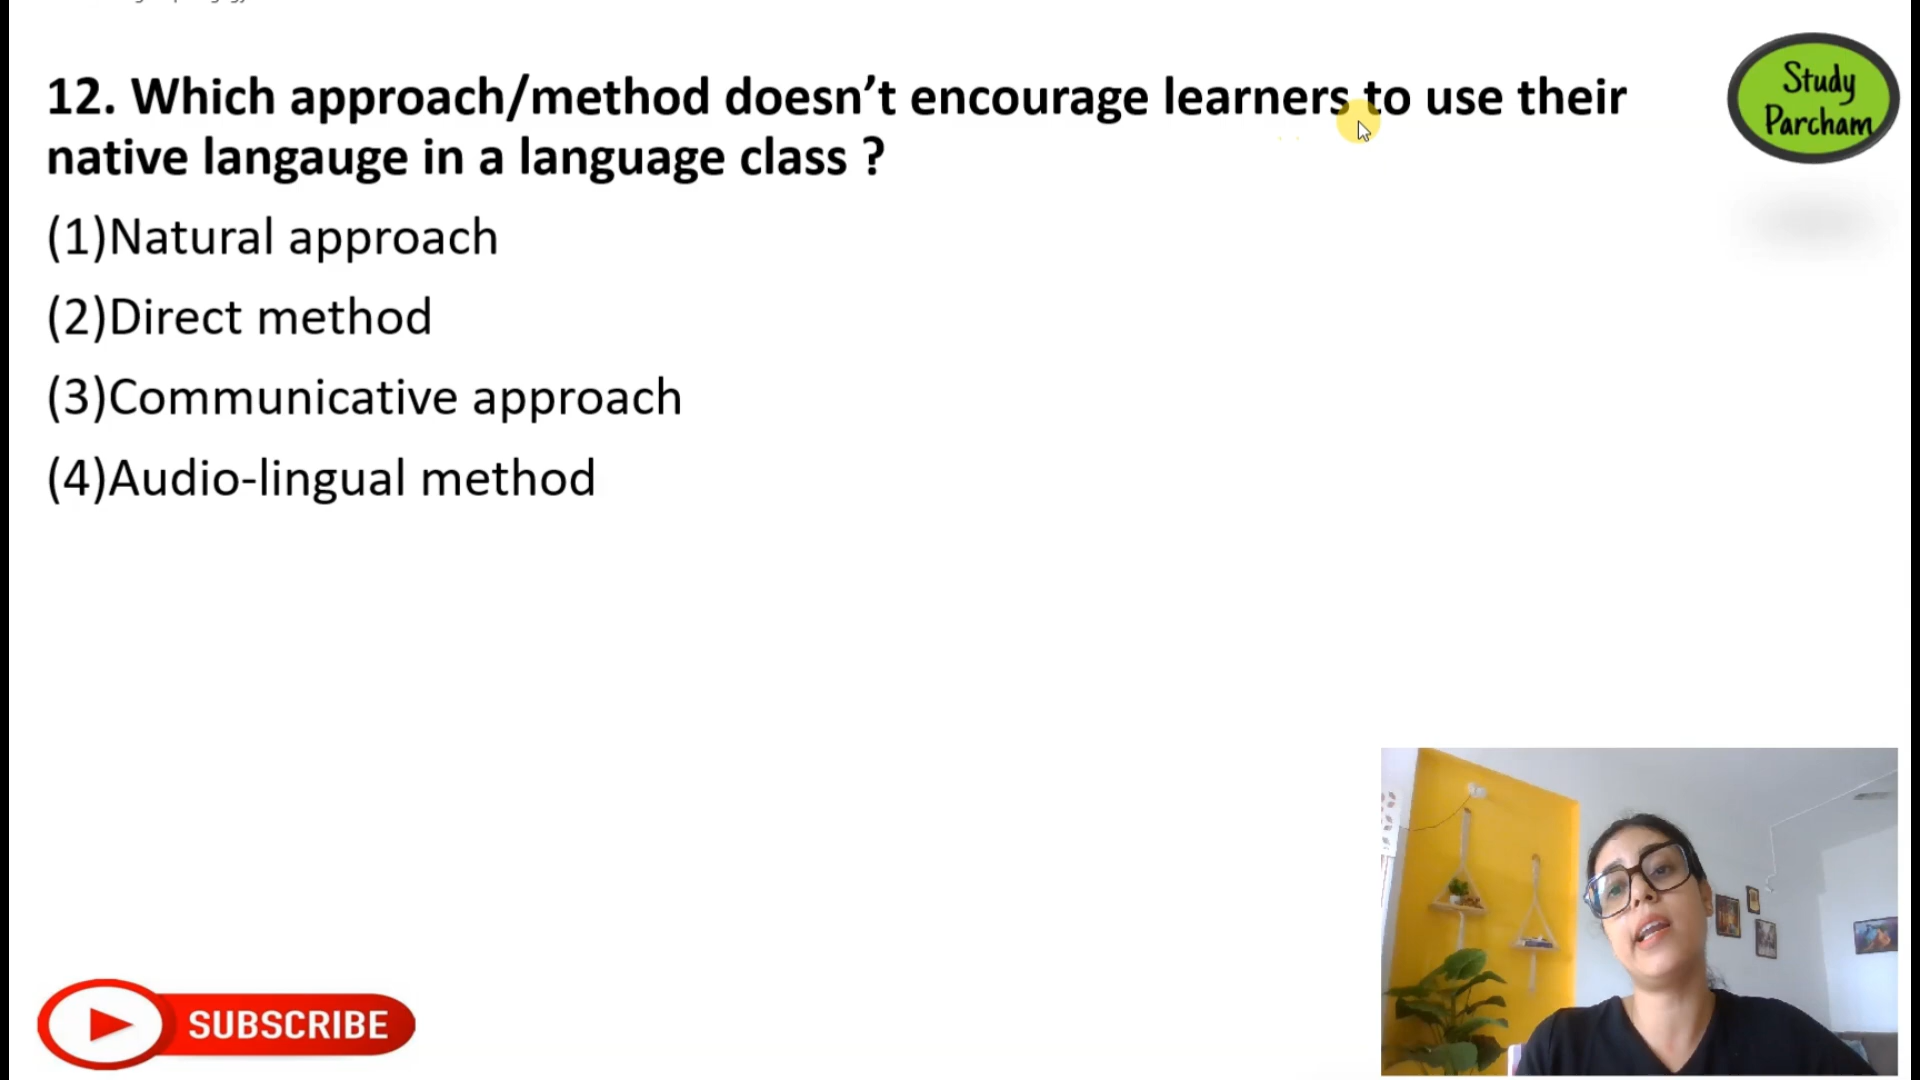 12. Which approach/method doesn’t encourage learners to use their
native langauge in a language class ?
(1)Natural approach
(2)Direct method
(3)Communicative approach
(4)Audio-lingual method
Study
Parcham
SUBSCRIBE